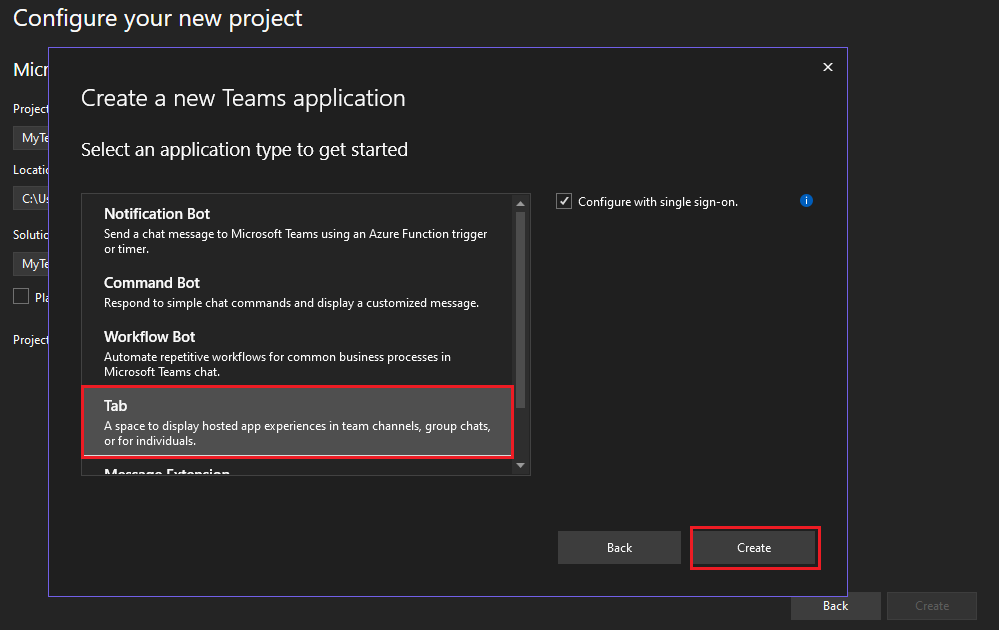 Configure your new project
Micr
Project
MyTe
Locatio
C:\Us
Solutio
MyTe
Pla
Project
Create a new Teams application
Select an application type to get started
Notification Bot
Send a chat message to Microsoft Teams using an Azure Function trigger
or timer.
Command Bot
Respond to simple chat commands and display a customized message.
Workflow Bot
Automate repetitive workflows for common business processes in
Microsoft Teams chat.
Tab
A space to display hosted app experiences in team channels, group chats,
or for individuals.
Message Extension
Configure with single sign-on.
Back
Create
Back
Create